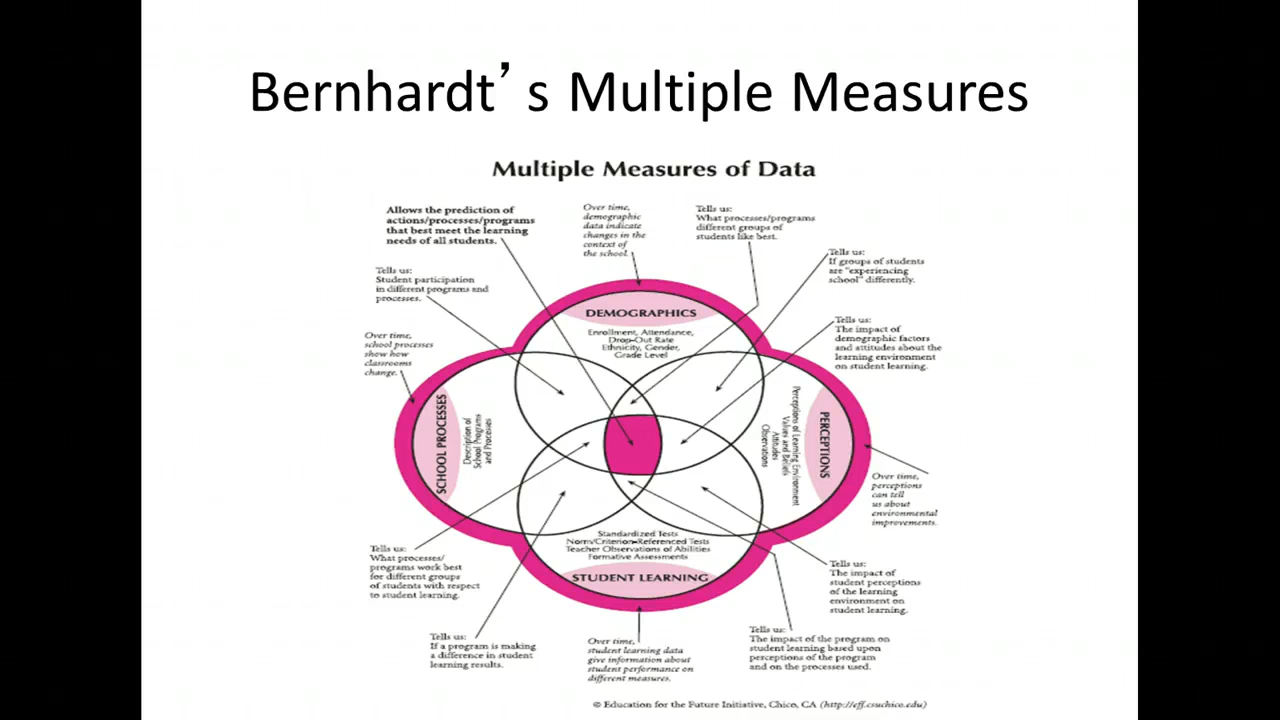 Bernhardt’s Multiple Measures
Multiple Measures of Data
Allows the prediction of
actions/processes/programs
that best meet the learning
needs of all students.
Over time,
demographic
data indicate
changes in the
context of
the school.
Tells us:
What processes/programs
different groups of
students like best.
Tells us:
If groups of students
are "experiencing
school" differently.
Tells us:
Student participation
in different programs and
processes.
Tells us:
The impact of
demographic factors
and attitudes about the
learning environment
on student learning.
Over time,
school processes
show how
classrooms
change.
DEMOGRAPHICS
Enrollment, Attendance,
Drop-Out Rate
Ethnicity, Gender,
Grade Level
SCHOOL PROCESSES
Description of
School Programs
and Processes
PERCEPTIONS
Perceptions of Learning Environment
Values and Beliefs
Attitudes
Observations
Standardized Tests
Norm/Criterion-Referenced Tests
Teacher Observations of Abilities
Formative Assessments
STUDENT LEARNING
Over time,
perceptions
can tell
us about
environmental
improvements.
Tells us:
What processes/
programs work best
for different groups
of students with respect
to student learning.
Tells us:
The impact of
student perceptions
of the learning
environment on
student learning.
Tells us:
If a program is making
a difference in student
learning results.
Over time,
student learning data
give information about
student performance on
different measures.
Tells us:
The impact of the program on
student learning based upon
perceptions of the program
and on the processes used.
© Education for the Future Initiative, Chico, CA (http://eff.csuchico.edu)